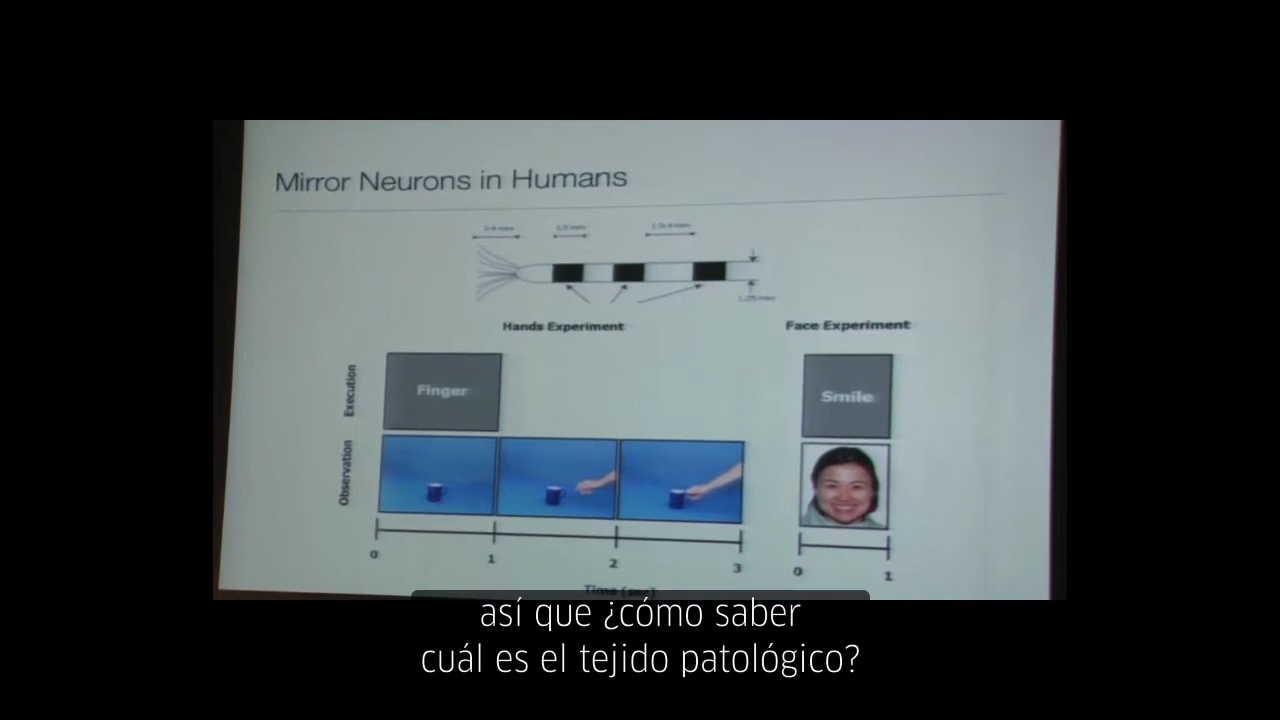 Mirror Neurons in Humans
Hands Experiment
Face Experiment
Execution
Finger
Smile
Observation
0
1
2
3
0
1
Time (sec)
así que ¿cómo saber
cuál es el tejido patológico?